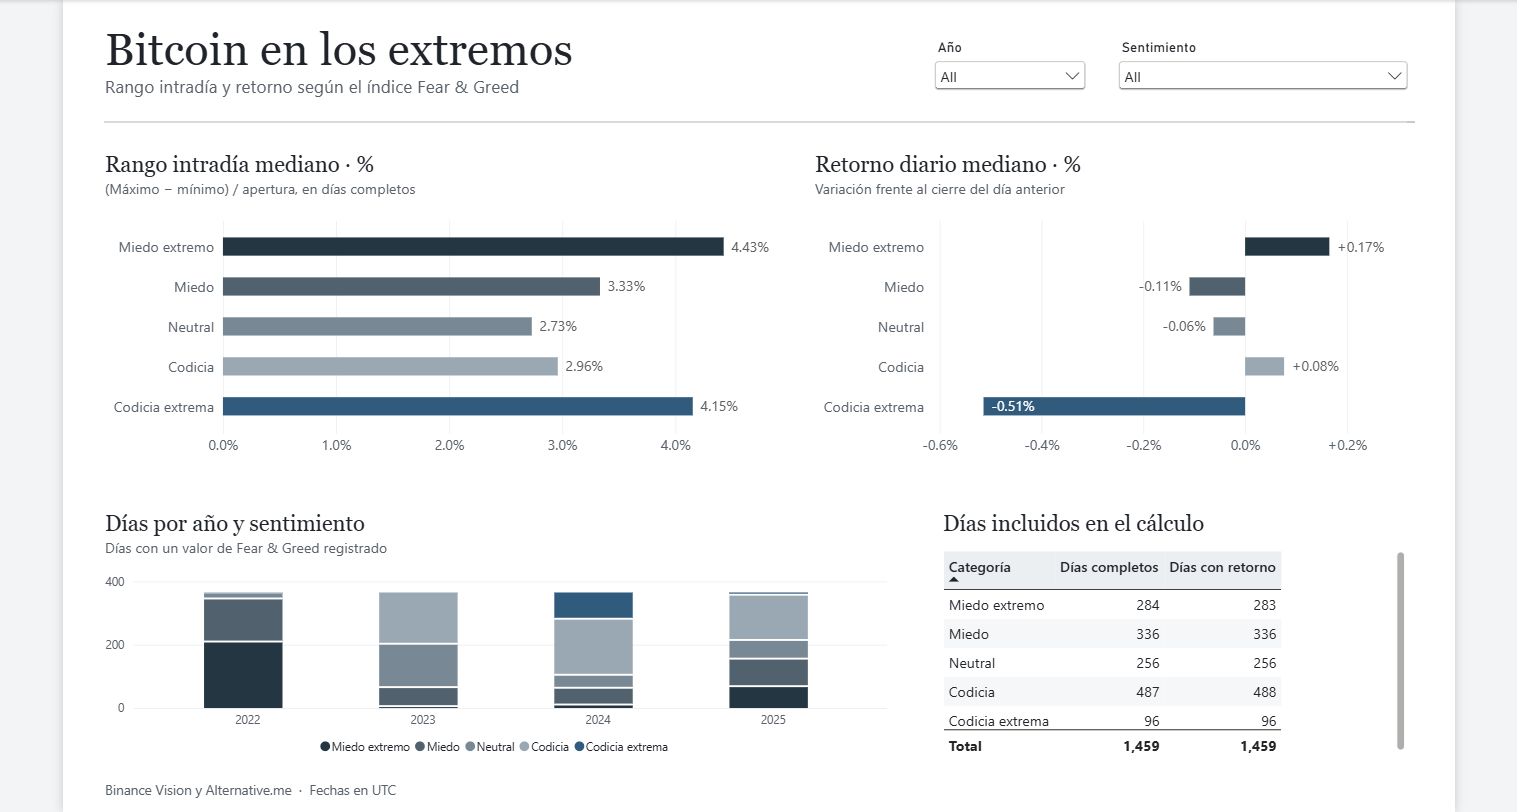 Bitcoin en los extremos
Rango intradía y retorno según el índice Fear & Greed
Año
All
Sentimiento
All
Rango intradía mediano · %
(Máximo − mínimo) / apertura, en días completos
Miedo extremo 4.43%
Miedo 3.33%
Neutral 2.73%
Codicia 2.96%
Codicia extrema 4.15%
0.0% 1.0% 2.0% 3.0% 4.0%
Retorno diario mediano · %
Variación frente al cierre del día anterior
Miedo extremo +0.17%
Miedo -0.11%
Neutral -0.06%
Codicia +0.08%
Codicia extrema -0.51%
-0.6% -0.4% -0.2% 0.0% +0.2%
Días por año y sentimiento
Días con un valor de Fear & Greed registrado
400
200
0
2022 2023 2024 2025
Miedo extremo Miedo Neutral Codicia Codicia extrema
Días incluidos en el cálculo
Categoría Días completos Días con retorno
Miedo extremo 284 283
Miedo 336 336
Neutral 256 256
Codicia 487 488
Codicia extrema 96 96
Total 1,459 1,459
Binance Vision y Alternative.me · Fechas en UTC